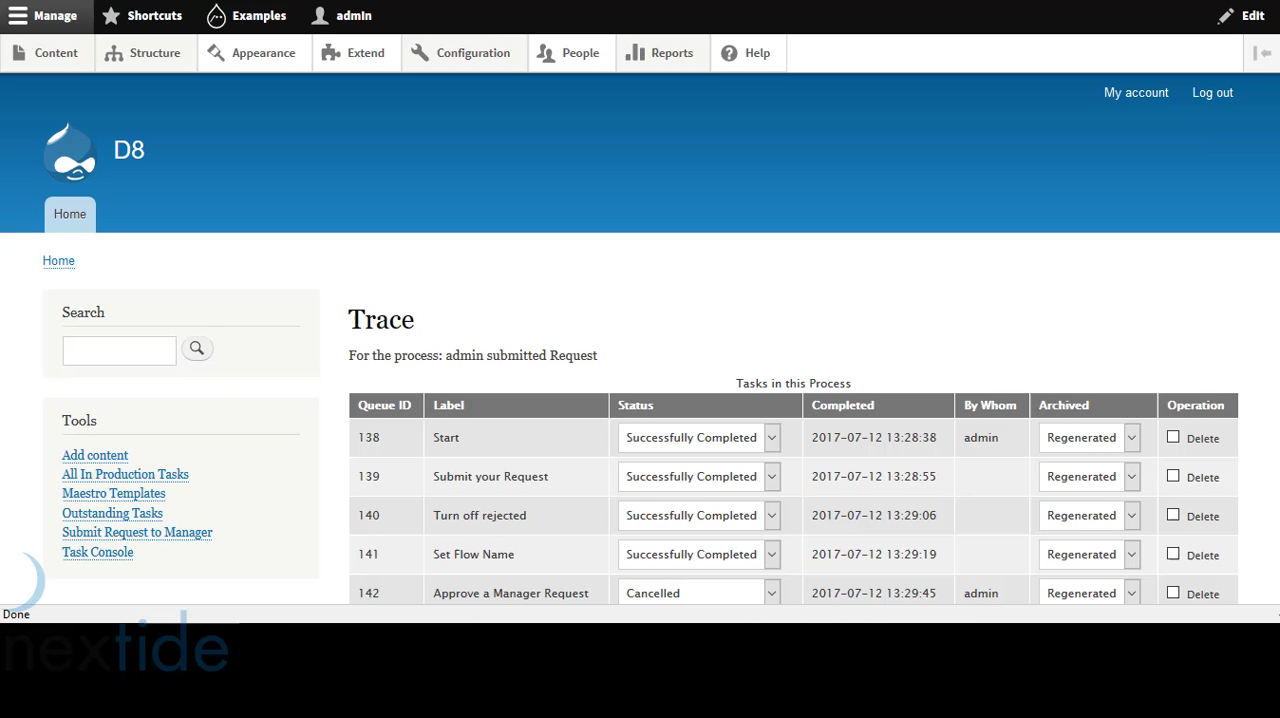 Manage Shortcuts Examples admin Edit
Content Structure Appearance Extend Configuration People Reports Help
My account Log out
D8
Home
Home
Search
Tools
Add content
All In Production Tasks
Maestro Templates
Outstanding Tasks
Submit Request to Manager
Task Console
Trace
For the process: admin submitted Request
Tasks in this Process
Queue ID Label Status Completed By Whom Archived Operation
138 Start Successfully Completed 2017-07-12 13:28:38 admin Regenerated Delete
139 Submit your Request Successfully Completed 2017-07-12 13:28:55 Regenerated Delete
140 Turn off rejected Successfully Completed 2017-07-12 13:29:06 Regenerated Delete
141 Set Flow Name Successfully Completed 2017-07-12 13:29:19 Regenerated Delete
142 Approve a Manager Request Cancelled 2017-07-12 13:29:45 admin Regenerated Delete
Done
nextide